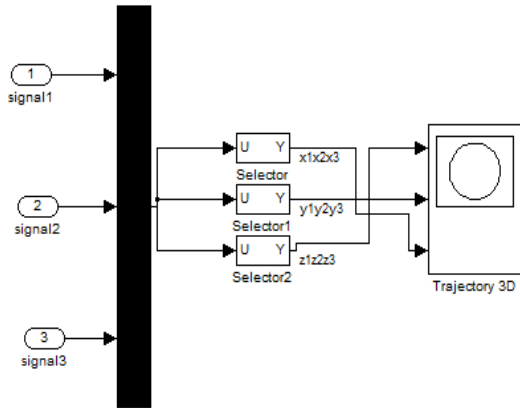 1
signal1
2
signal2
3
signal3
U Y
Selector
x1x2x3
U Y
Selector1
y1y2y3
U Y
Selector2
z1z2z3
Trajectory 3D